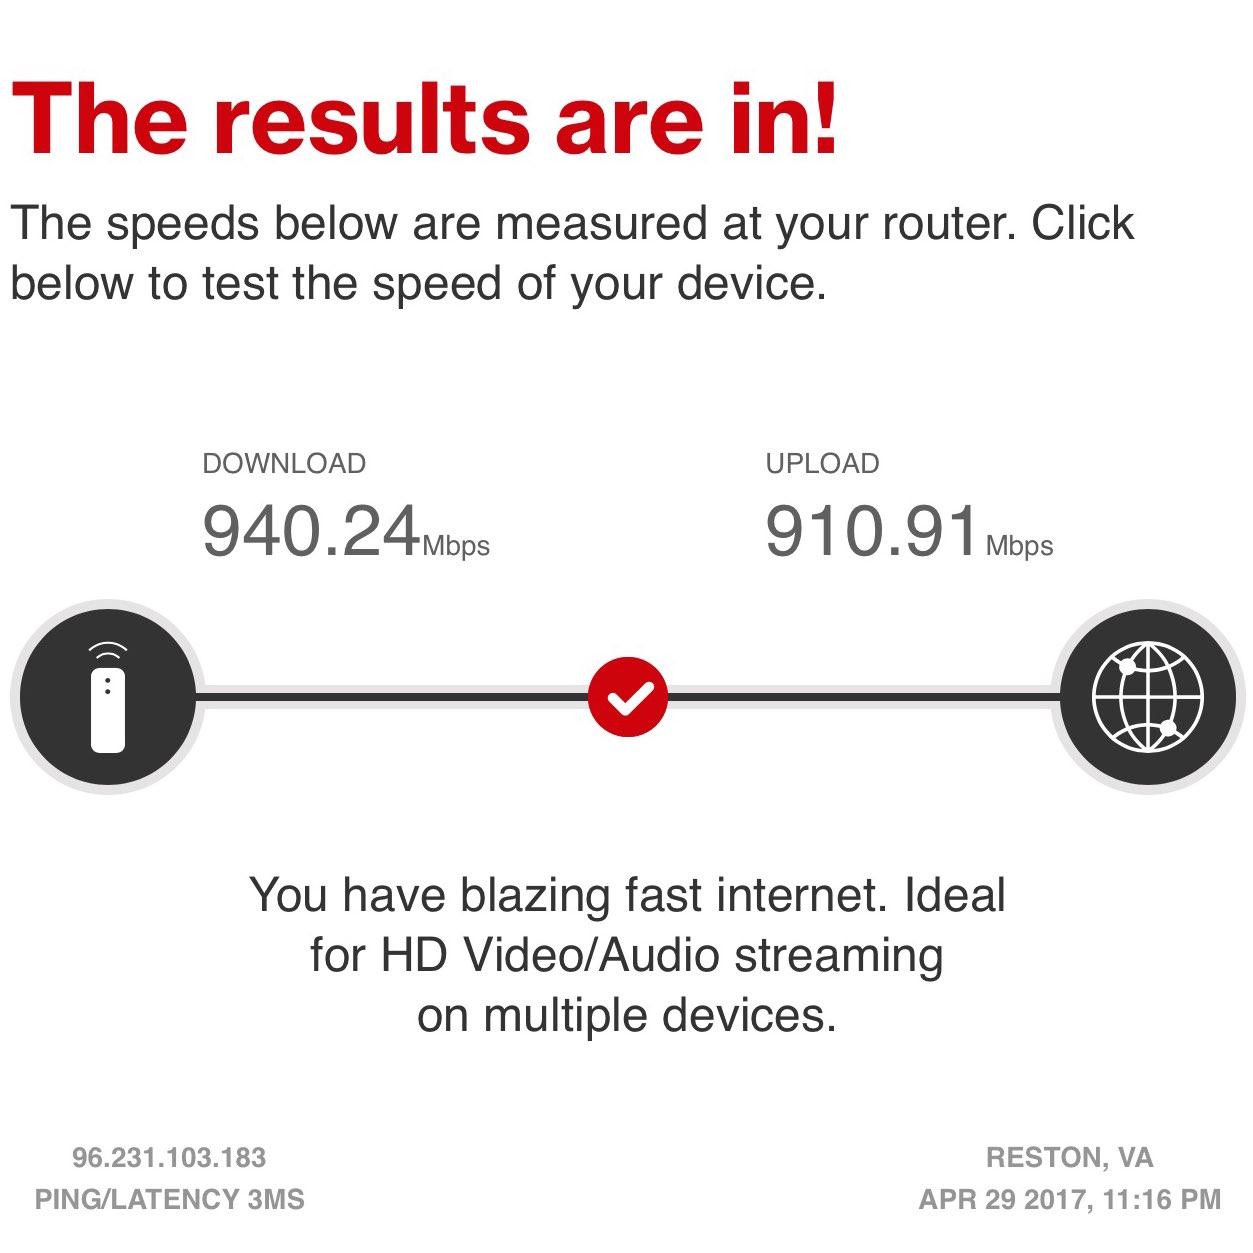 The results are in!
The speeds below are measured at your router. Click
below to test the speed of your device.
DOWNLOAD
940.24Mbps
UPLOAD
910.91Mbps
You have blazing fast internet. Ideal
for HD Video/Audio streaming
on multiple devices.
96.231.103.183
PING/LATENCY 3MS
RESTON, VA
APR 29 2017, 11:16 PM